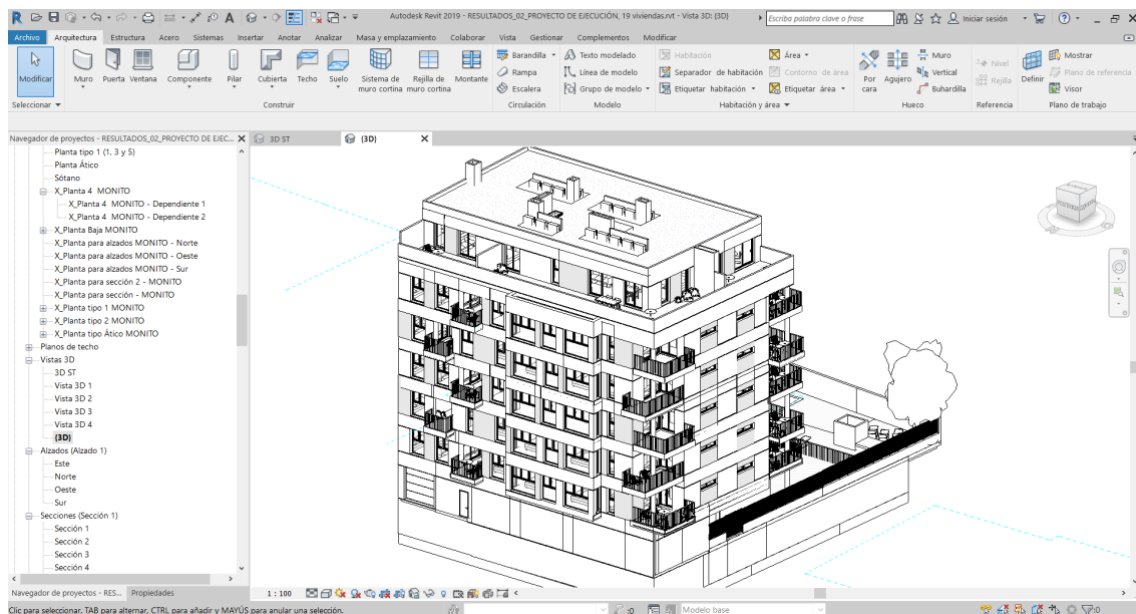 Autodesk Revit 2019 - RESULTADOS_02_PROYECTO DE EJECUCIÓN, 19 viviendas.rvt - Vista 3D: {3D}
Escriba palabra clave o frase
Iniciar sesión
Archivo Arquitectura Estructura Acero Sistemas Insertar Anotar Analizar Masa y emplazamiento Colaborar Vista Gestionar Complementos Modificar
Modificar
Muro Puerta Ventana Componente Pilar Cubierta Techo Suelo Sistema de muro cortina Rejilla de muro cortina Montante
Barandilla
Rampa
Escalera
Texto modelado
Línea de modelo
Grupo de modelo
Habitación
Separador de habitación
Etiquetar habitación
Área
Contorno de área
Etiquetar área
Por cara
Agujero
Muro
Vertical
Buhardilla
Nivel
Rejilla
Definir
Mostrar
Plano de referencia
Visor
Seleccionar Construir Circulación Modelo Habitación y área Hueco Referencia Plano de trabajo
Navegador de proyectos - RESULTADOS_02_PROYECTO DE EJEC...
3D ST
{3D}
Planta tipo 1 (1, 3 y 5)
Planta Ático
Sótano
X_Planta 4 MONITO
X_Planta 4 MONITO - Dependiente 1
X_Planta 4 MONITO - Dependiente 2
X_Planta Baja MONITO
X_Planta para alzados MONITO - Norte
X_Planta para alzados MONITO - Oeste
X_Planta para alzados MONITO - Sur
X_Planta para sección 2 - MONITO
X_Planta para sección - MONITO
X_Planta tipo 1 MONITO
X_Planta tipo 2 MONITO
X_Planta tipo Ático MONITO
Planos de techo
Vistas 3D
3D ST
Vista 3D 1
Vista 3D 2
Vista 3D 3
Vista 3D 4
{3D}
Alzados (Alzado 1)
Este
Norte
Oeste
Sur
Secciones (Sección 1)
Sección 1
Sección 2
Sección 3
Sección 4
Navegador de proyectos - RES... Propiedades
1 : 100
Clic para seleccionar, TAB para alternar, CTRL para añadir y MAYÚS para anular una selección.
:0
Modelo base
:0